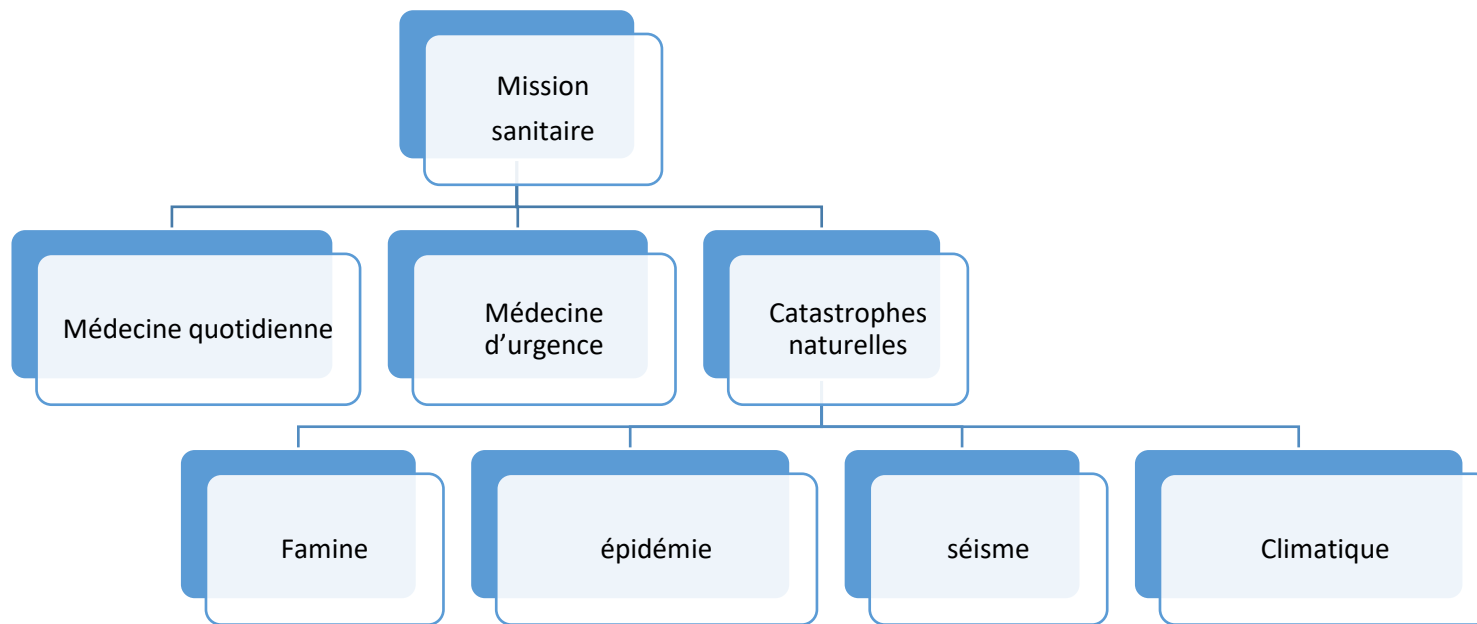 Mission
sanitaire
Médecine quotidienne
Médecine
d’urgence
Catastrophes
naturelles
Famine
épidémie
séisme
Climatique